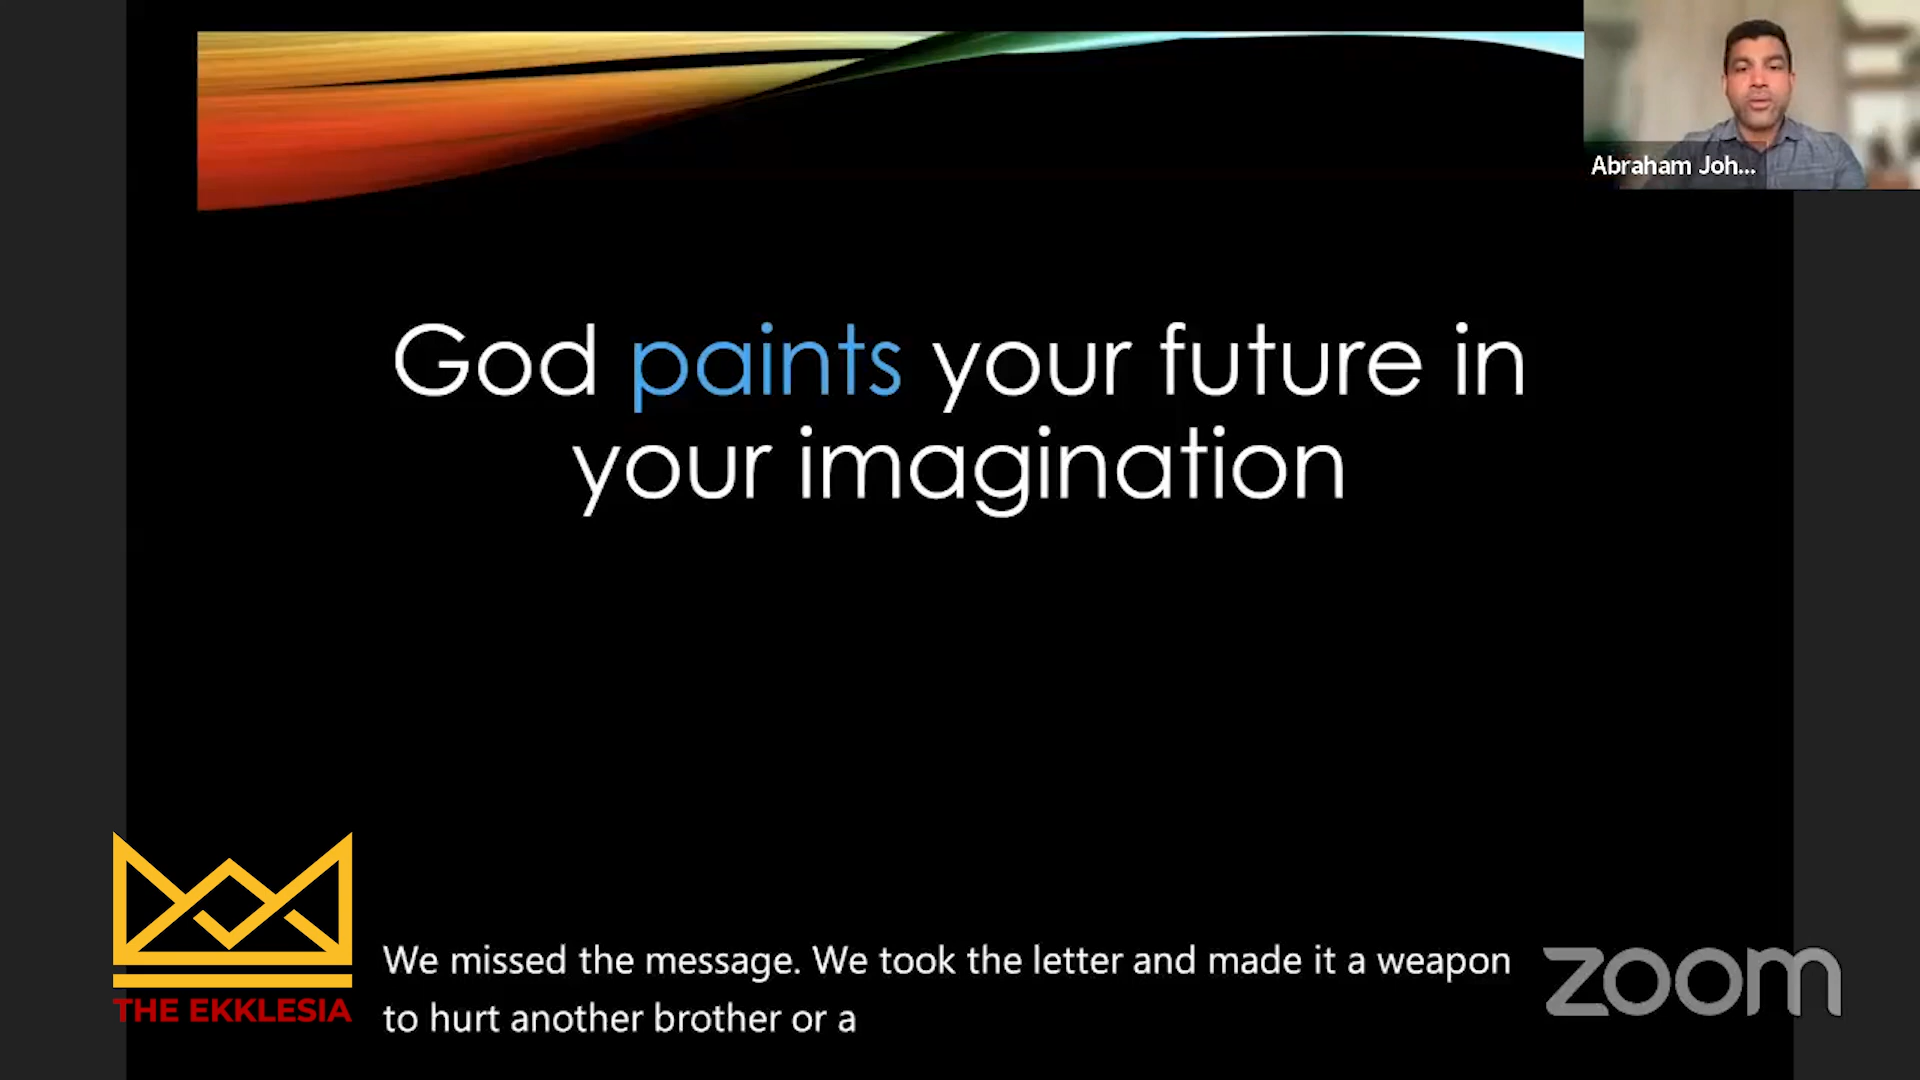 Abraham Joh...
God paints your future in
your imagination
THE EKKLESIA
We missed the message. We took the letter and made it a weapon
to hurt another brother or a
zoom